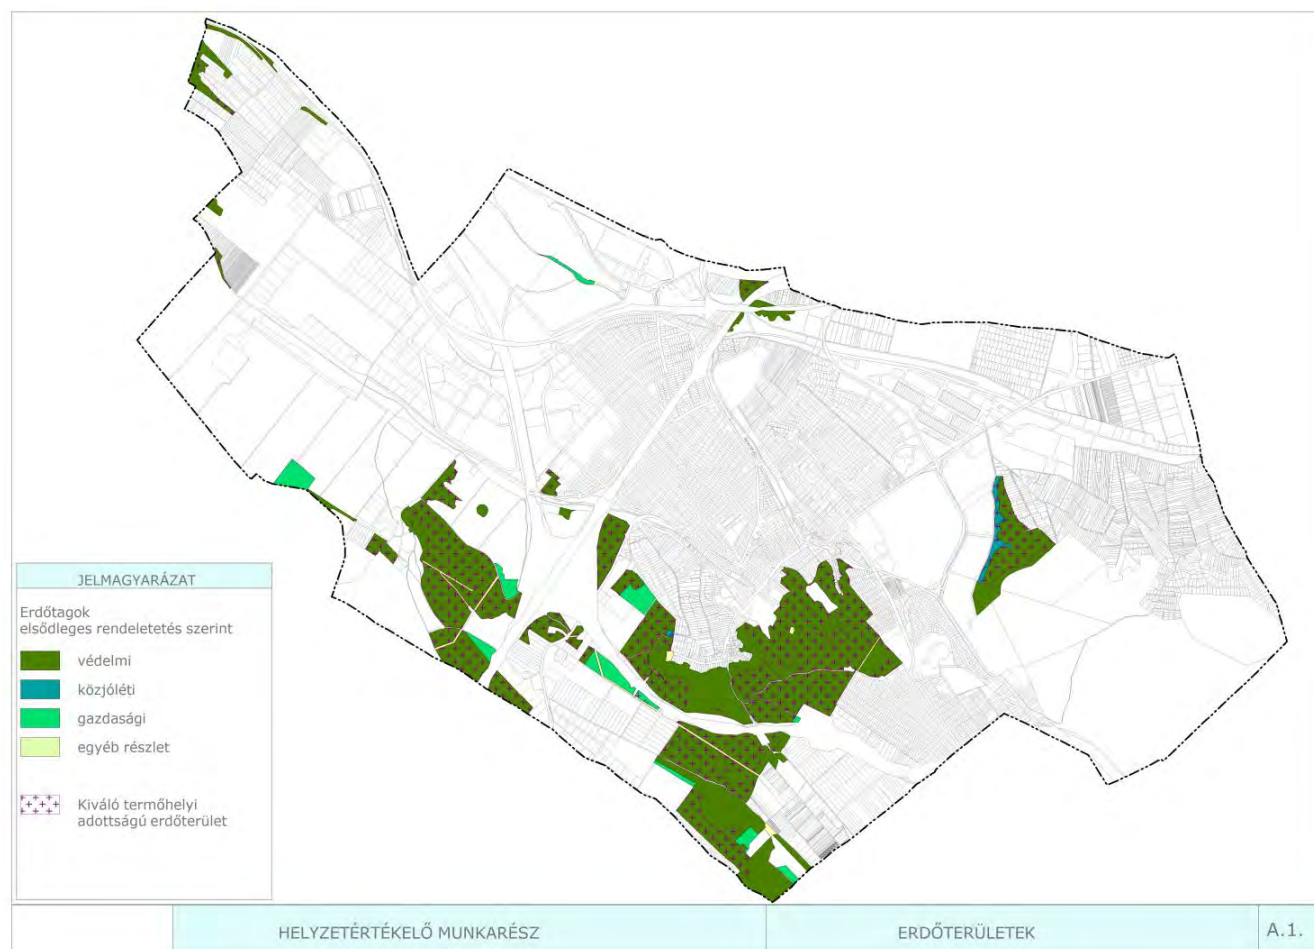 JELMAGYARÁZAT
Erdőtagok
elsődleges rendeletetés szerint
védelmi
közjóléti
gazdasági
egyéb részlet
Kiváló termőhelyi
adottságú erdőterület
HELYZETÉRTÉKELŐ MUNKARÉSZ
ERDŐTERÜLETEK
A.1.